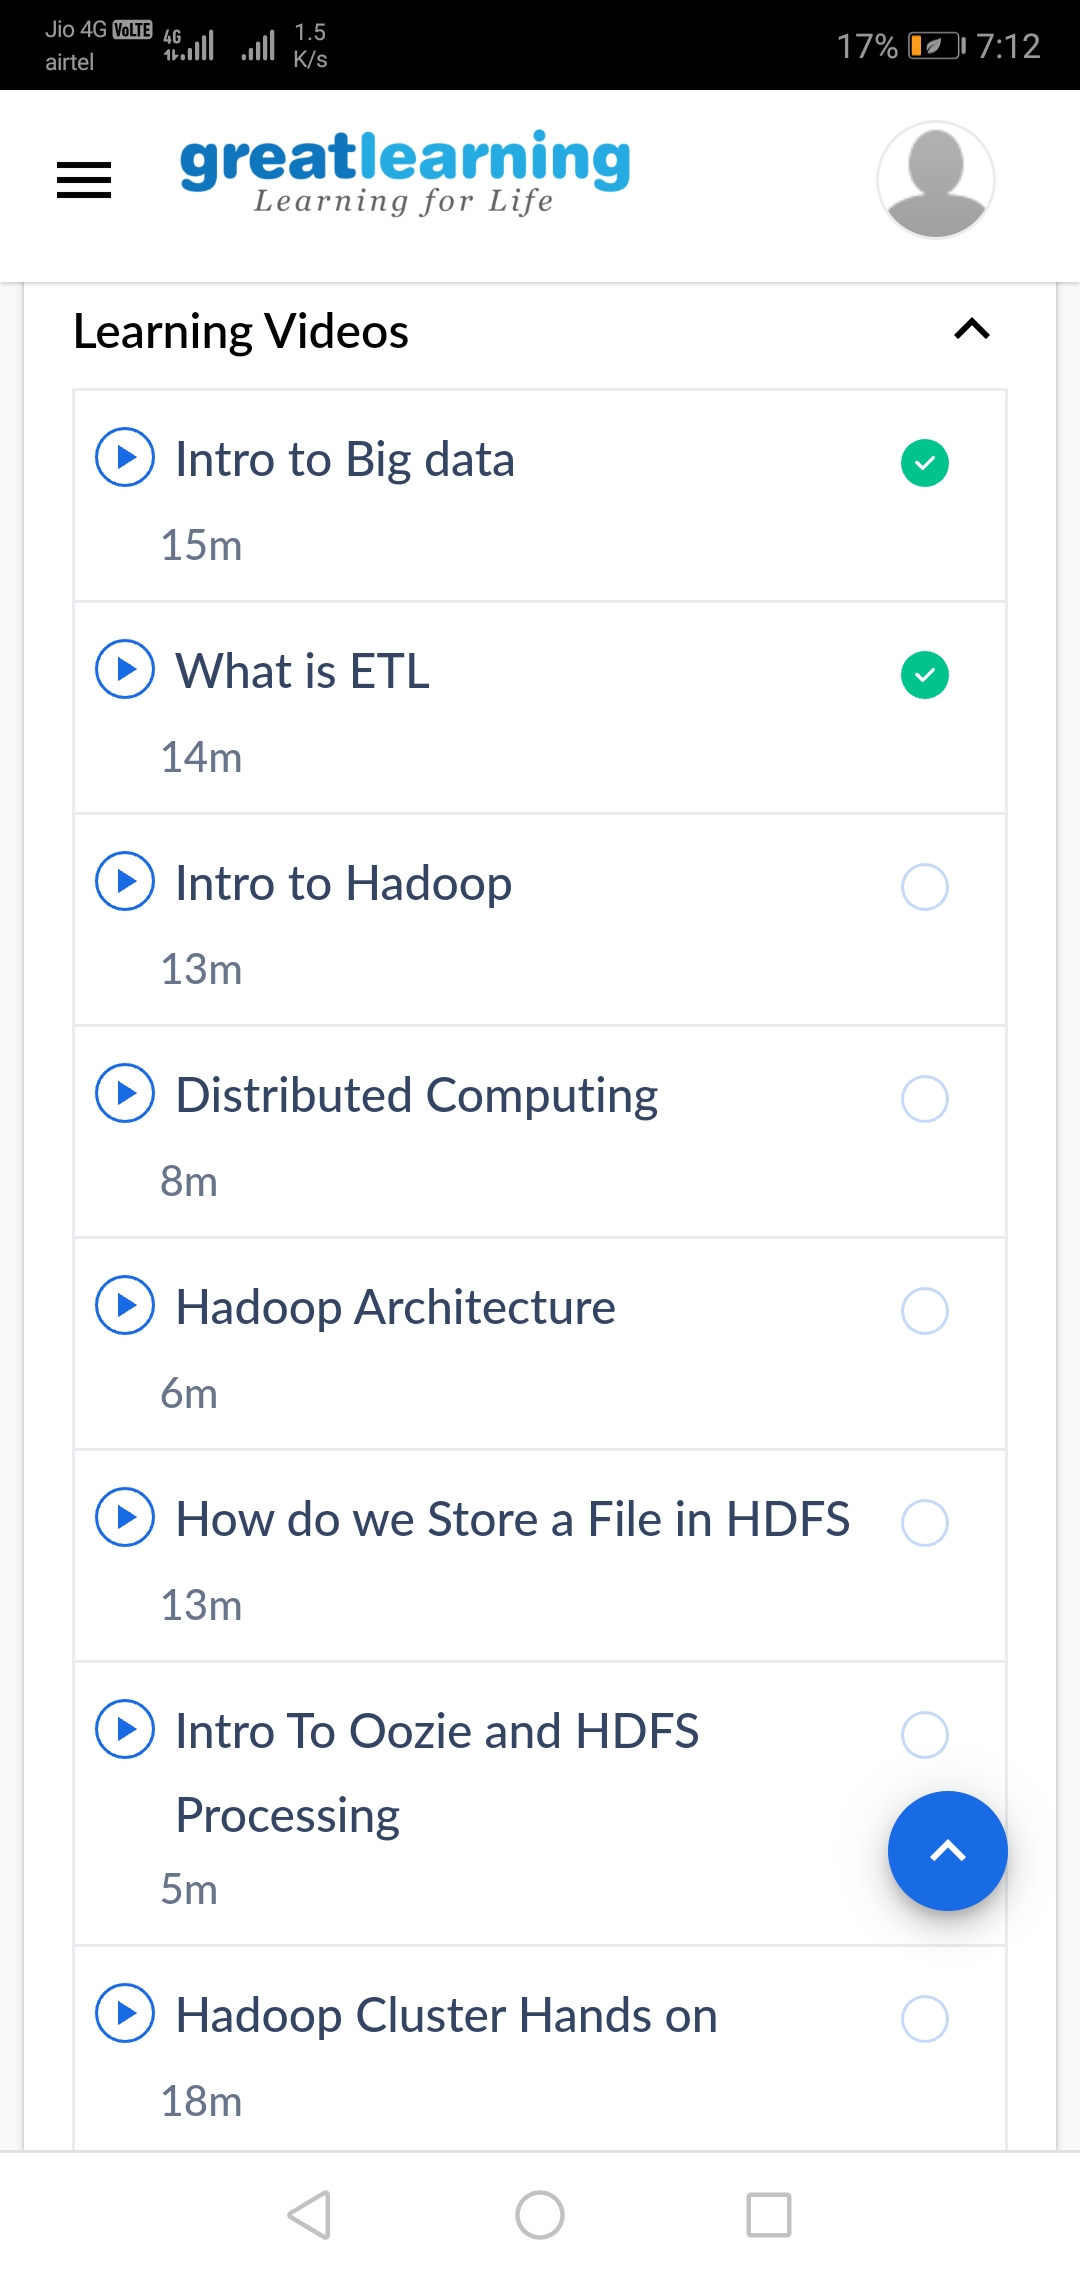 Jio 4G VoLTE
airtel
4G
1.5
K/s
17%
7:12
greatlearning
Learning for Life
Learning Videos
Intro to Big data
15m
What is ETL
14m
Intro to Hadoop
13m
Distributed Computing
8m
Hadoop Architecture
6m
How do we Store a File in HDFS
13m
Intro To Oozie and HDFS
Processing
5m
Hadoop Cluster Hands on
18m